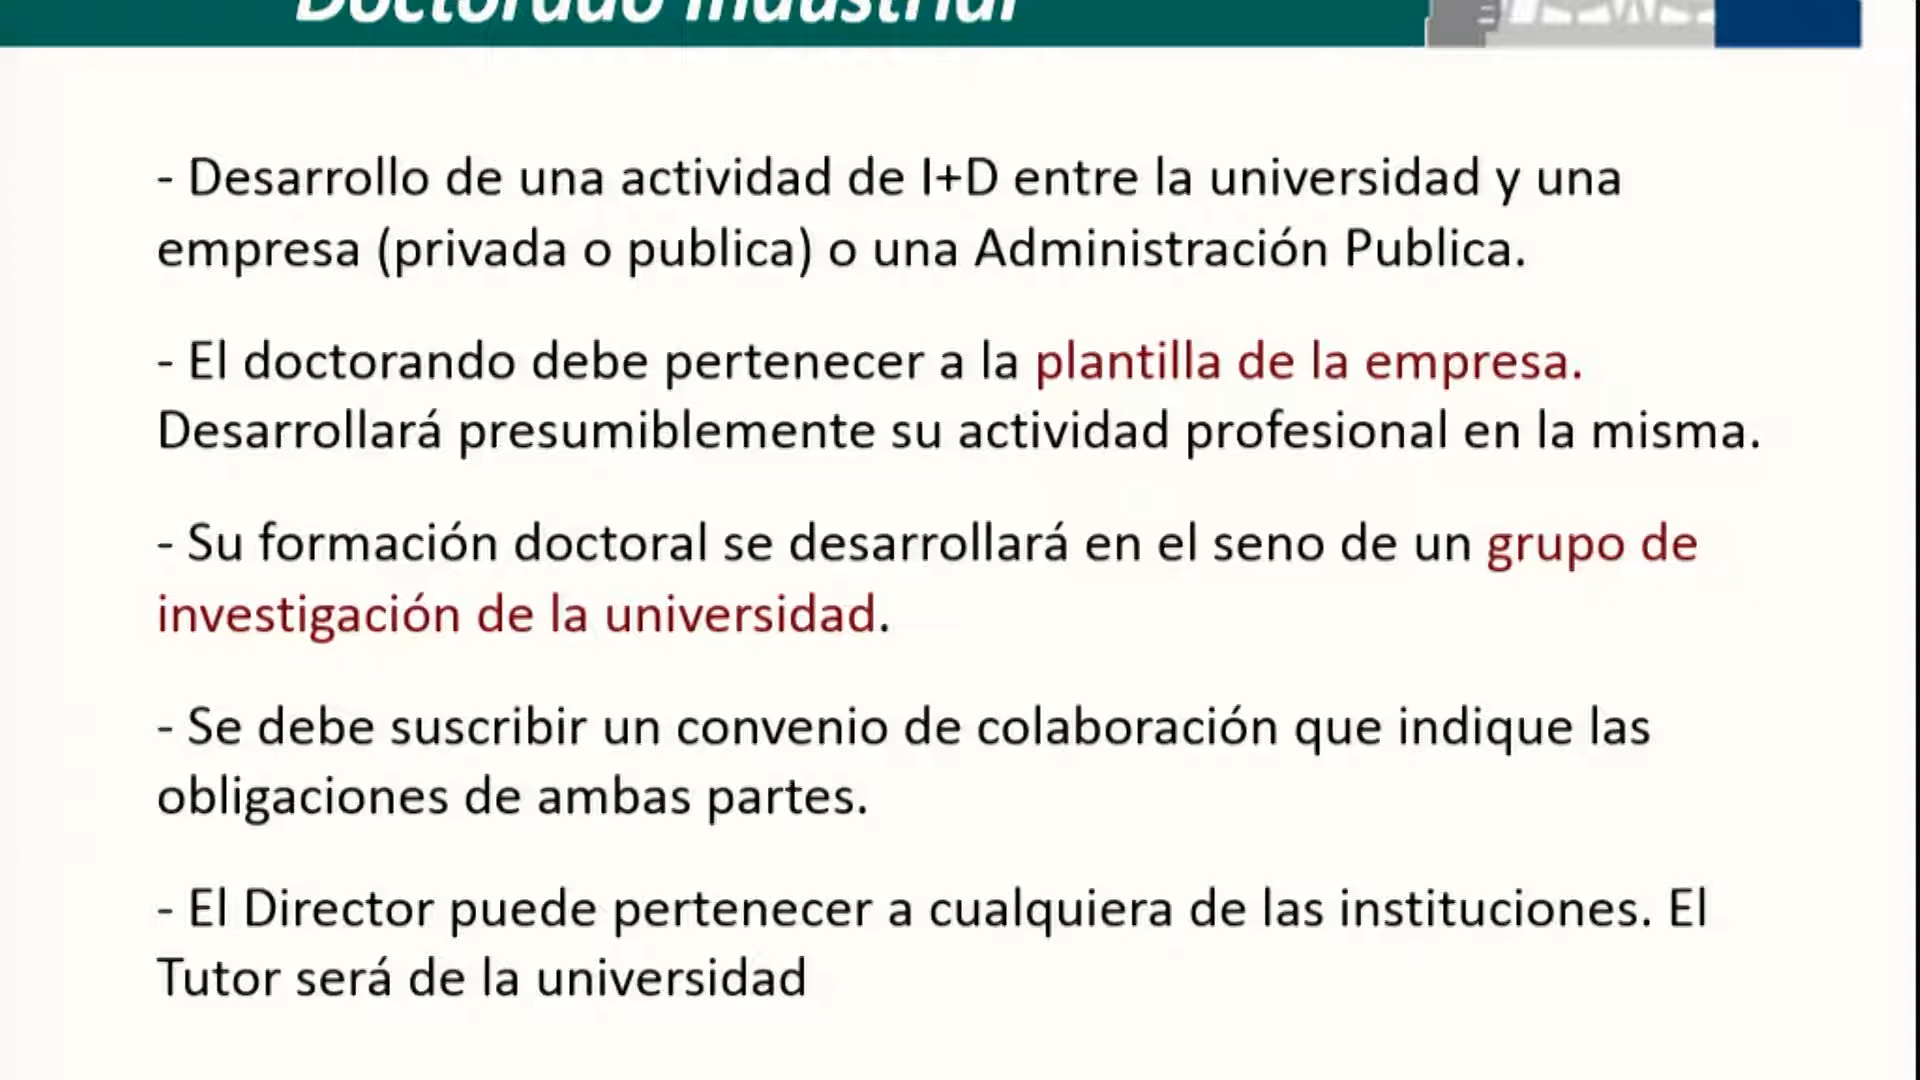 Doctorado Industrial
- Desarrollo de una actividad de I+D entre la universidad y una
empresa (privada o publica) o una Administración Publica.
- El doctorando debe pertenecer a la plantilla de la empresa.
Desarrollará presumiblemente su actividad profesional en la misma.
- Su formación doctoral se desarrollará en el seno de un grupo de
investigación de la universidad.
- Se debe suscribir un convenio de colaboración que indique las
obligaciones de ambas partes.
- El Director puede pertenecer a cualquiera de las instituciones. El
Tutor será de la universidad